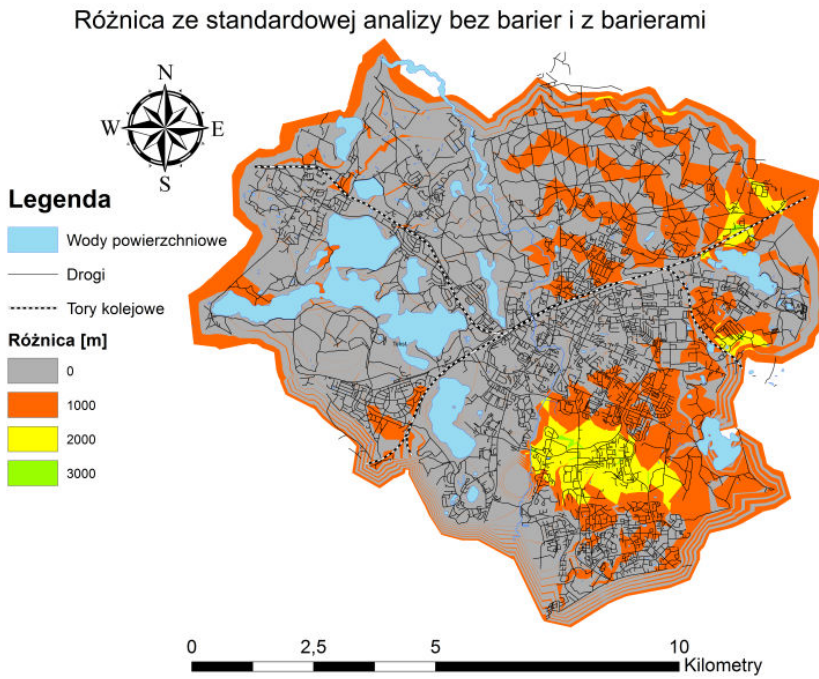 Różnica ze standardowej analizy bez barier i z barierami
N
W E
S
Legenda
Wody powierzchniowe
Drogi
Tory kolejowe
Różnica [m]
0
1000
2000
3000
0 2,5 5 10
Kilometry